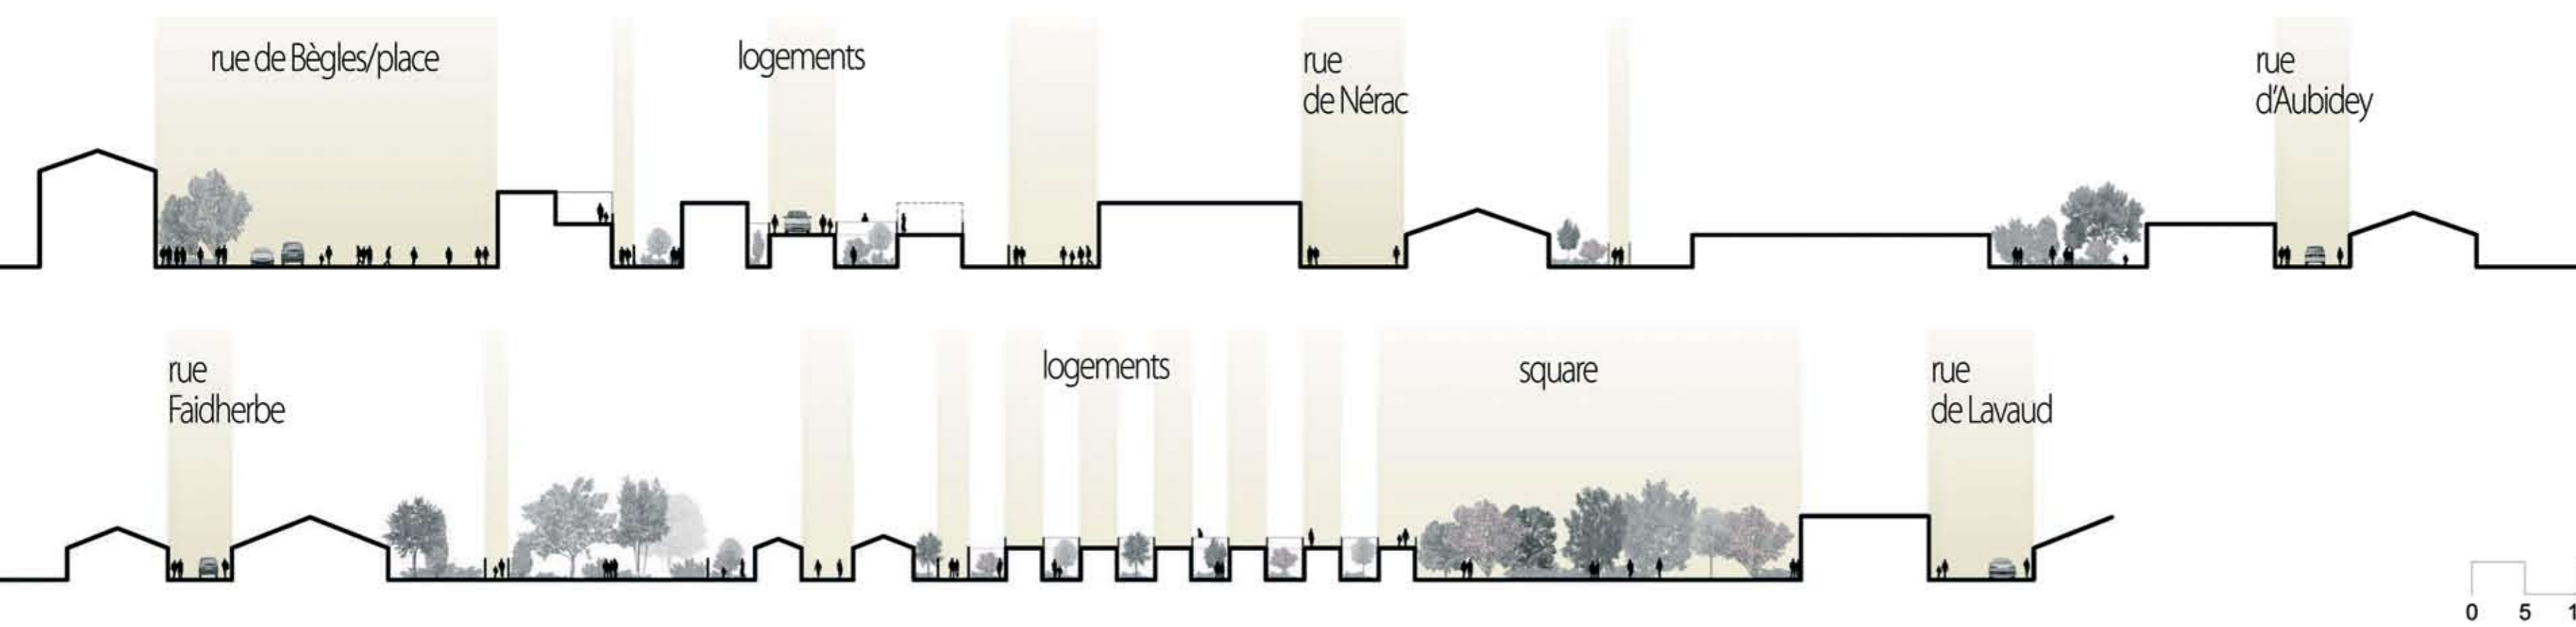 rue de Bègles/place
logements
rue
de Nérac
rue
d'Aubidey
rue
Faidherbe
logements
square
rue
de Lavaud
0 5 1